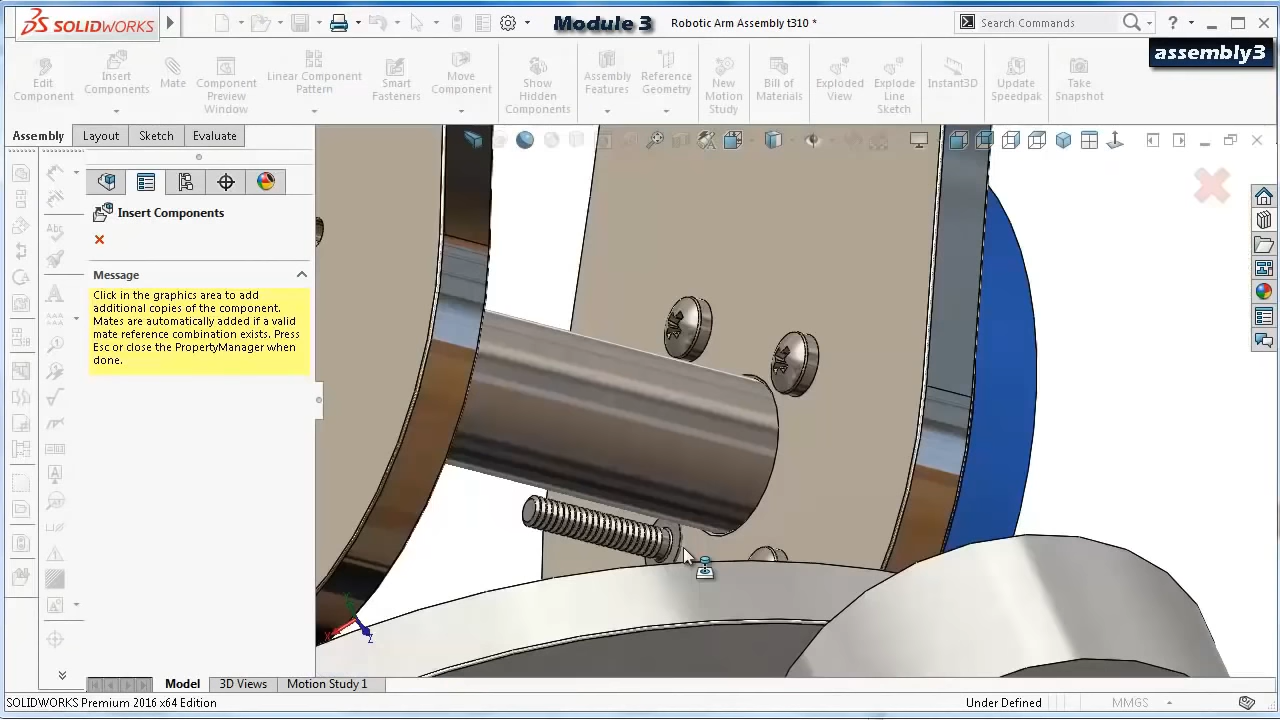 SOLIDWORKS
Module 3
Robotic Arm Assembly t310 *
Search Commands
?
assembly3
Edit Component
Insert Components
Mate
Component Preview Window
Linear Component Pattern
Smart Fasteners
Move Component
Show Hidden Components
Assembly Features
Reference Geometry
New Motion Study
Bill of Materials
Exploded View
Explode Line Sketch
Instant3D
Update Speedpak
Take Snapshot
Assembly
Layout
Sketch
Evaluate
Insert Components
Message
Click in the graphics area to add
additional copies of the component.
Mates are automatically added if a valid
mate reference combination exists. Press
Esc or close the PropertyManager when
done.
Model
3D Views
Motion Study 1
SOLIDWORKS Premium 2016 x64 Edition
Under Defined
MMGS